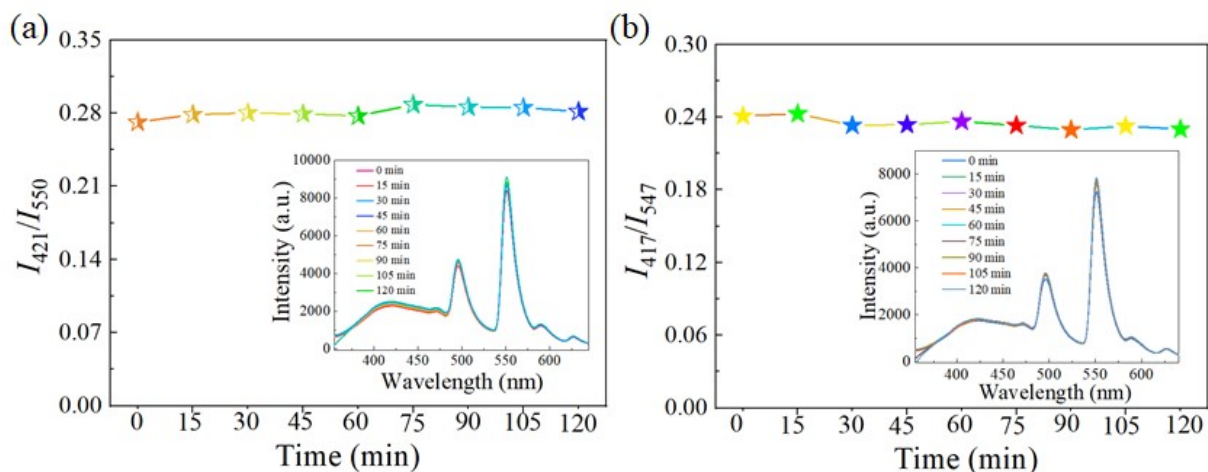 (a)
0.35
0.28
0.21
0.14
0.07
0.00
I421/I550
0 15 30 45 60 75 90 105 120
Time (min)
10000
8000
6000
4000
2000
0
Intensity (a.u.)
0 min
15 min
30 min
45 min
60 min
75 min
90 min
105 min
120 min
400 450 500 550 600
Wavelength (nm)
(b)
0.30
0.24
0.18
0.12
0.06
0.00
I417/I547
0 15 30 45 60 75 90 105 120
Time (min)
8000
6000
4000
2000
0
Intensity (a.u.)
0 min
15 min
30 min
45 min
60 min
75 min
90 min
105 min
120 min
400 450 500 550 600
Wavelength (nm)